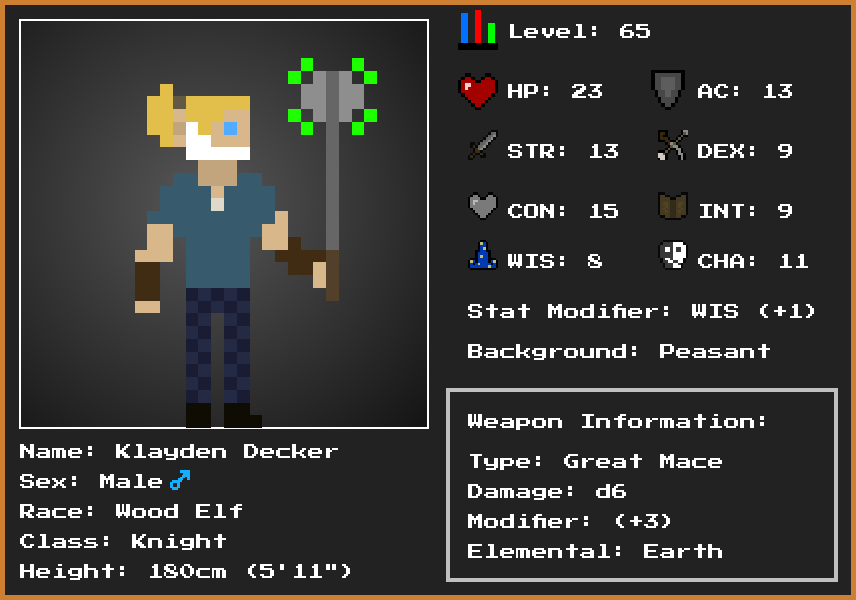 Level: 65
HP: 23
AC: 13
STR: 13
DEX: 9
CON: 15
INT: 9
WIS: 8
CHA: 11
Stat Modifier: WIS (+1)
Background: Peasant
Weapon Information:
Type: Great Mace
Damage: d6
Modifier: (+3)
Elemental: Earth
Name: Klayden Decker
Sex: Male♂
Race: Wood Elf
Class: Knight
Height: 180cm (5'11")